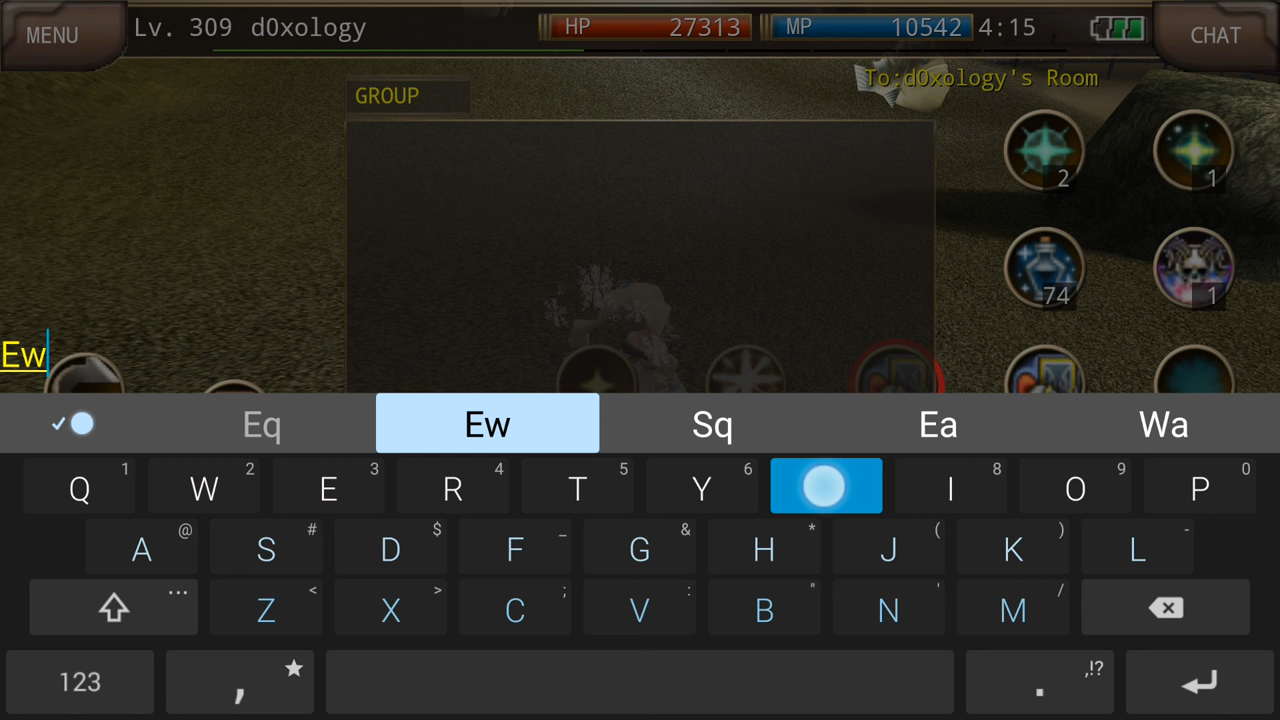 MENU
Lv. 309 d0xology
HP 27313
MP 10542
4:15
CHAT
To:d0xology's Room
GROUP
2
1
74
1
Ew
Eq Ew Sq Ea Wa
1 2 3 4 5 6 8 9 0
Q W E R T Y I O P
@ # $ _ & * ( ) -
A S D F G H J K L
... < > ; : " ' /
Z X C V B N M
123 , . ,!?